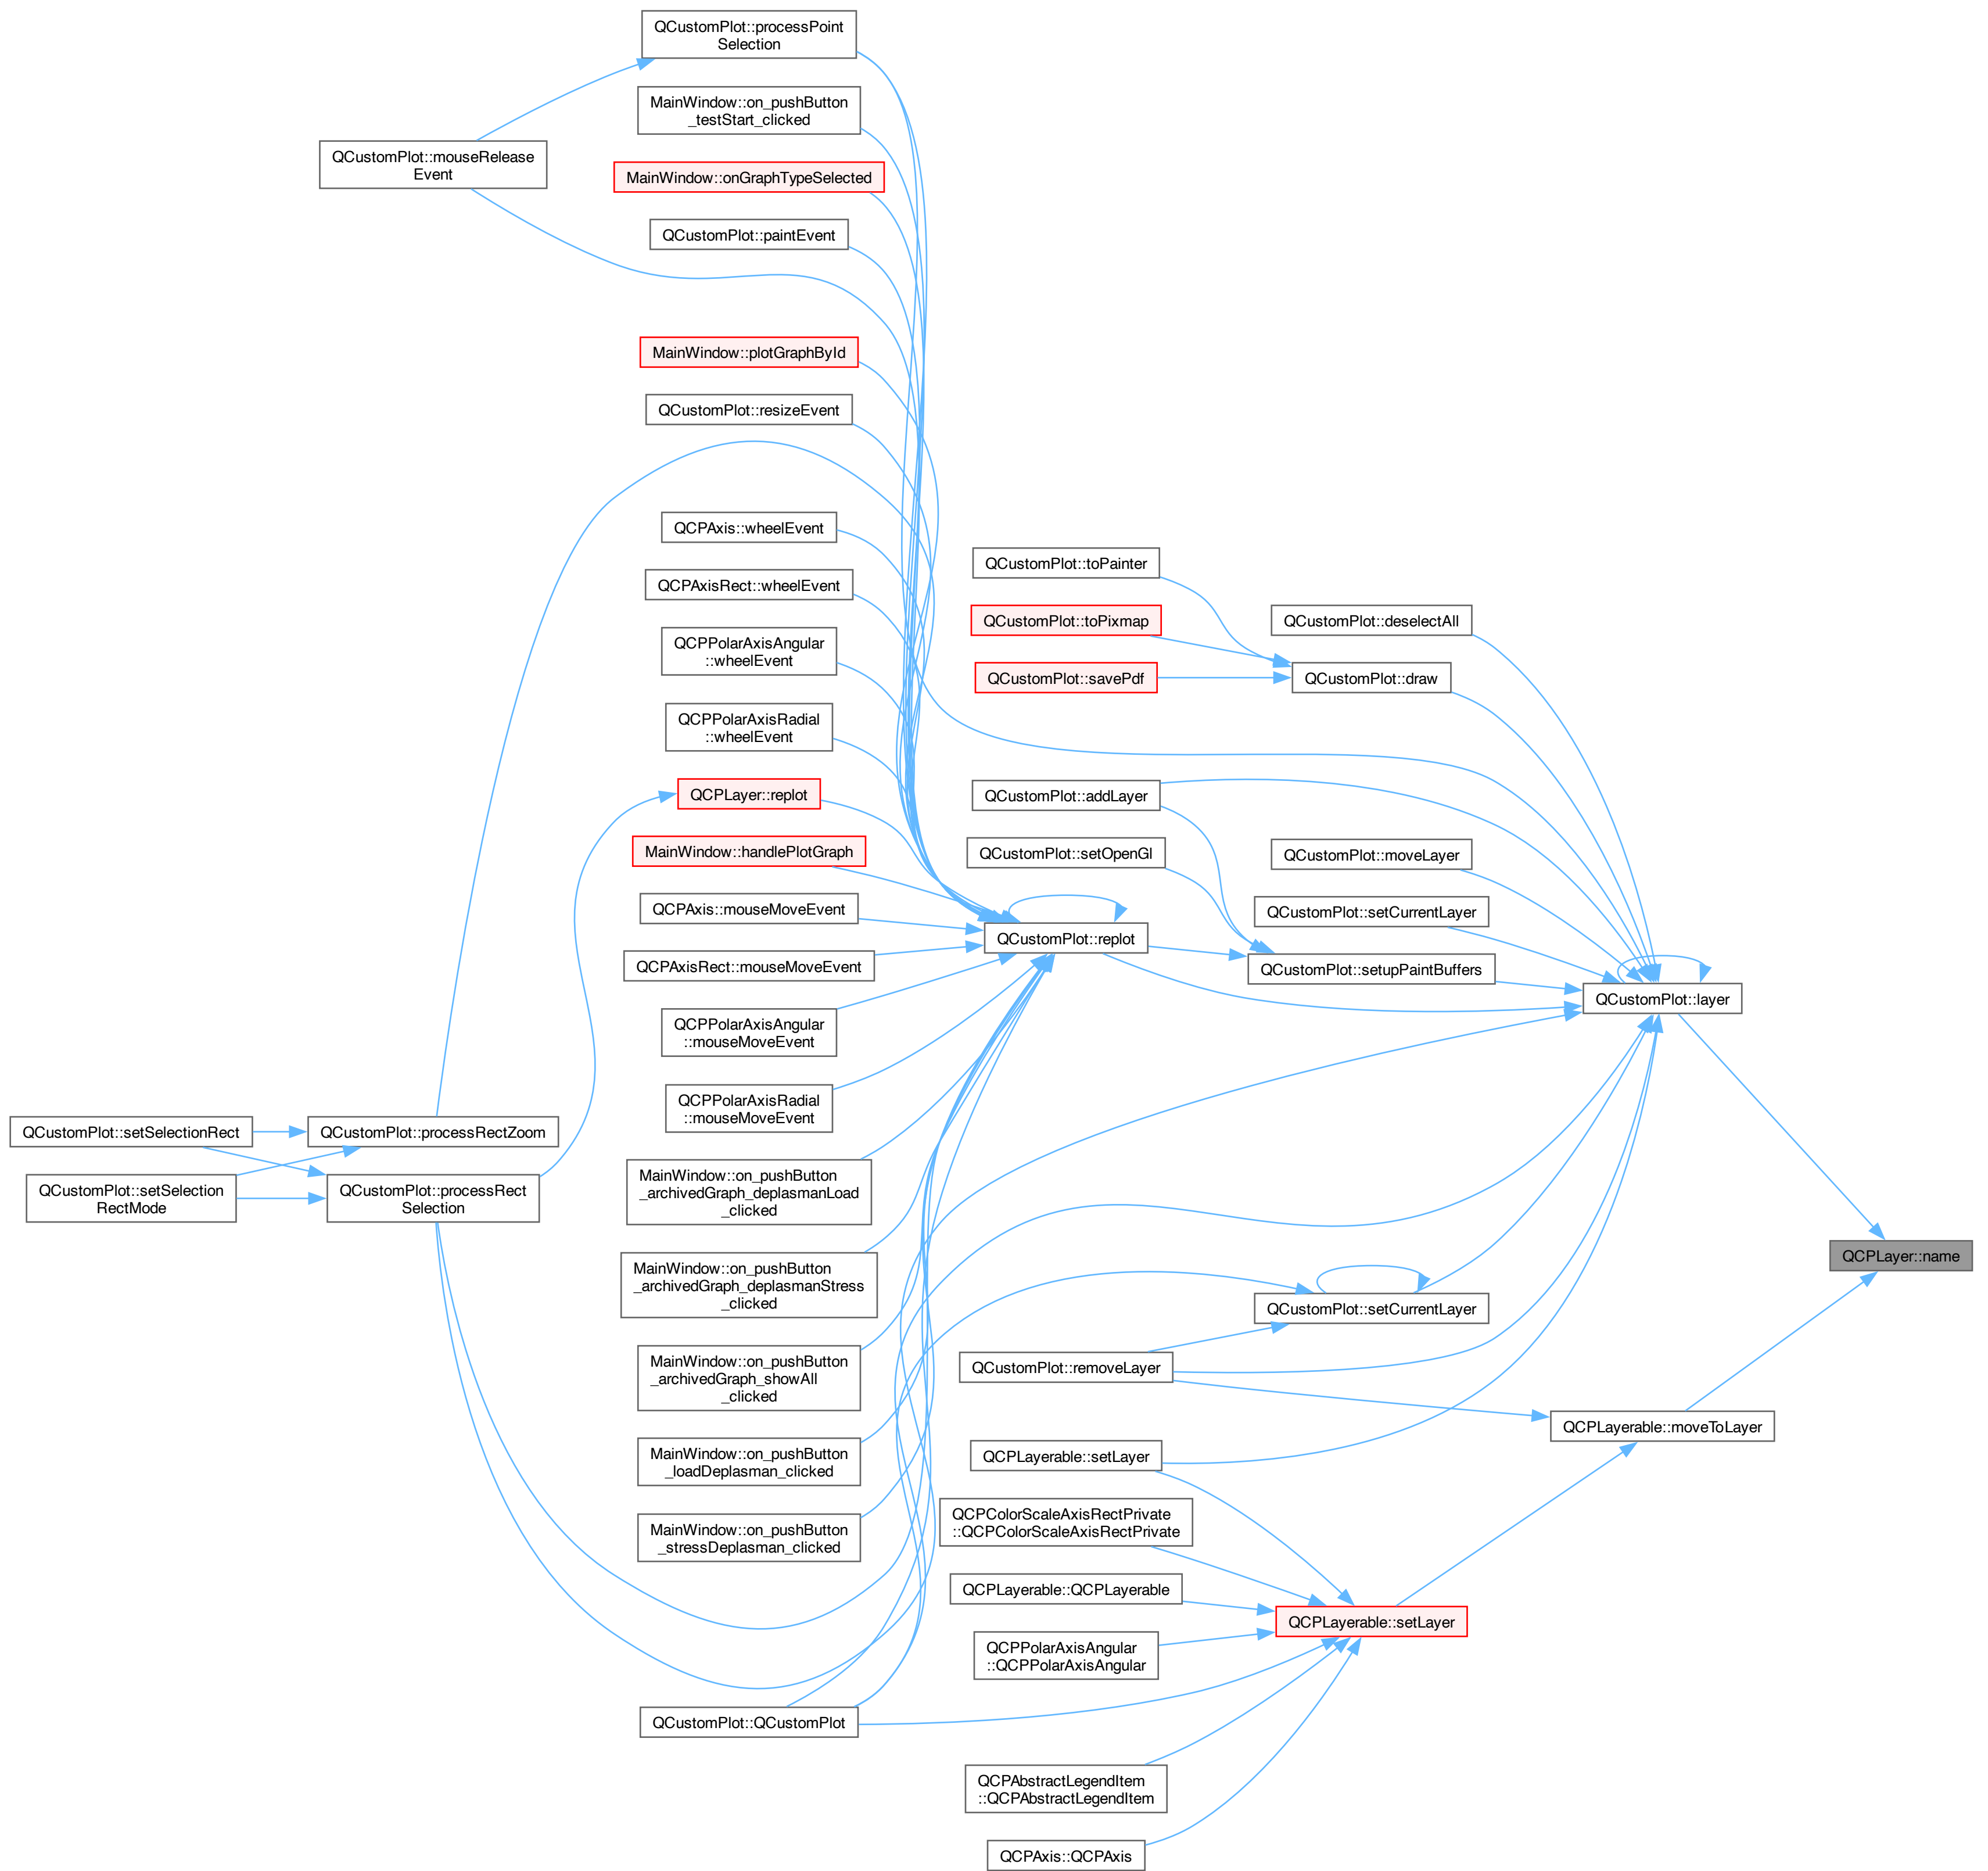 QCustomPlot::processPoint
Selection
MainWindow::on_pushButton
_testStart_clicked
QCustomPlot::mouseRelease
Event
MainWindow::onGraphTypeSelected
QCustomPlot::paintEvent
MainWindow::plotGraphById
QCustomPlot::resizeEvent
QCPAxis::wheelEvent
QCPAxisRect::wheelEvent
QCPPolarAxisAngular
::wheelEvent
QCPPolarAxisRadial
::wheelEvent
QCPLayer::replot
MainWindow::handlePlotGraph
QCPAxis::mouseMoveEvent
QCPAxisRect::mouseMoveEvent
QCPPolarAxisAngular
::mouseMoveEvent
QCPPolarAxisRadial
::mouseMoveEvent
QCustomPlot::setSelectionRect
QCustomPlot::processRectZoom
QCustomPlot::setSelection
RectMode
QCustomPlot::processRect
Selection
MainWindow::on_pushButton
_archivedGraph_deplasmanLoad
_clicked
MainWindow::on_pushButton
_archivedGraph_deplasmanStress
_clicked
MainWindow::on_pushButton
_archivedGraph_showAll
_clicked
MainWindow::on_pushButton
_loadDeplasman_clicked
MainWindow::on_pushButton
_stressDeplasman_clicked
QCustomPlot::QCustomPlot
QCustomPlot::toPainter
QCustomPlot::toPixmap
QCustomPlot::savePdf
QCustomPlot::addLayer
QCustomPlot::setOpenGl
QCustomPlot::replot
QCustomPlot::deselectAll
QCustomPlot::draw
QCustomPlot::moveLayer
QCustomPlot::setCurrentLayer
QCustomPlot::setupPaintBuffers
QCustomPlot::layer
QCPLayer::name
QCustomPlot::setCurrentLayer
QCustomPlot::removeLayer
QCPLayerable::moveToLayer
QCPLayerable::setLayer
QCPColorScaleAxisRectPrivate
::QCPColorScaleAxisRectPrivate
QCPLayerable::QCPLayerable
QCPLayerable::setLayer
QCPPolarAxisAngular
::QCPPolarAxisAngular
QCPAbstractLegendItem
::QCPAbstractLegendItem
QCPAxis::QCPAxis